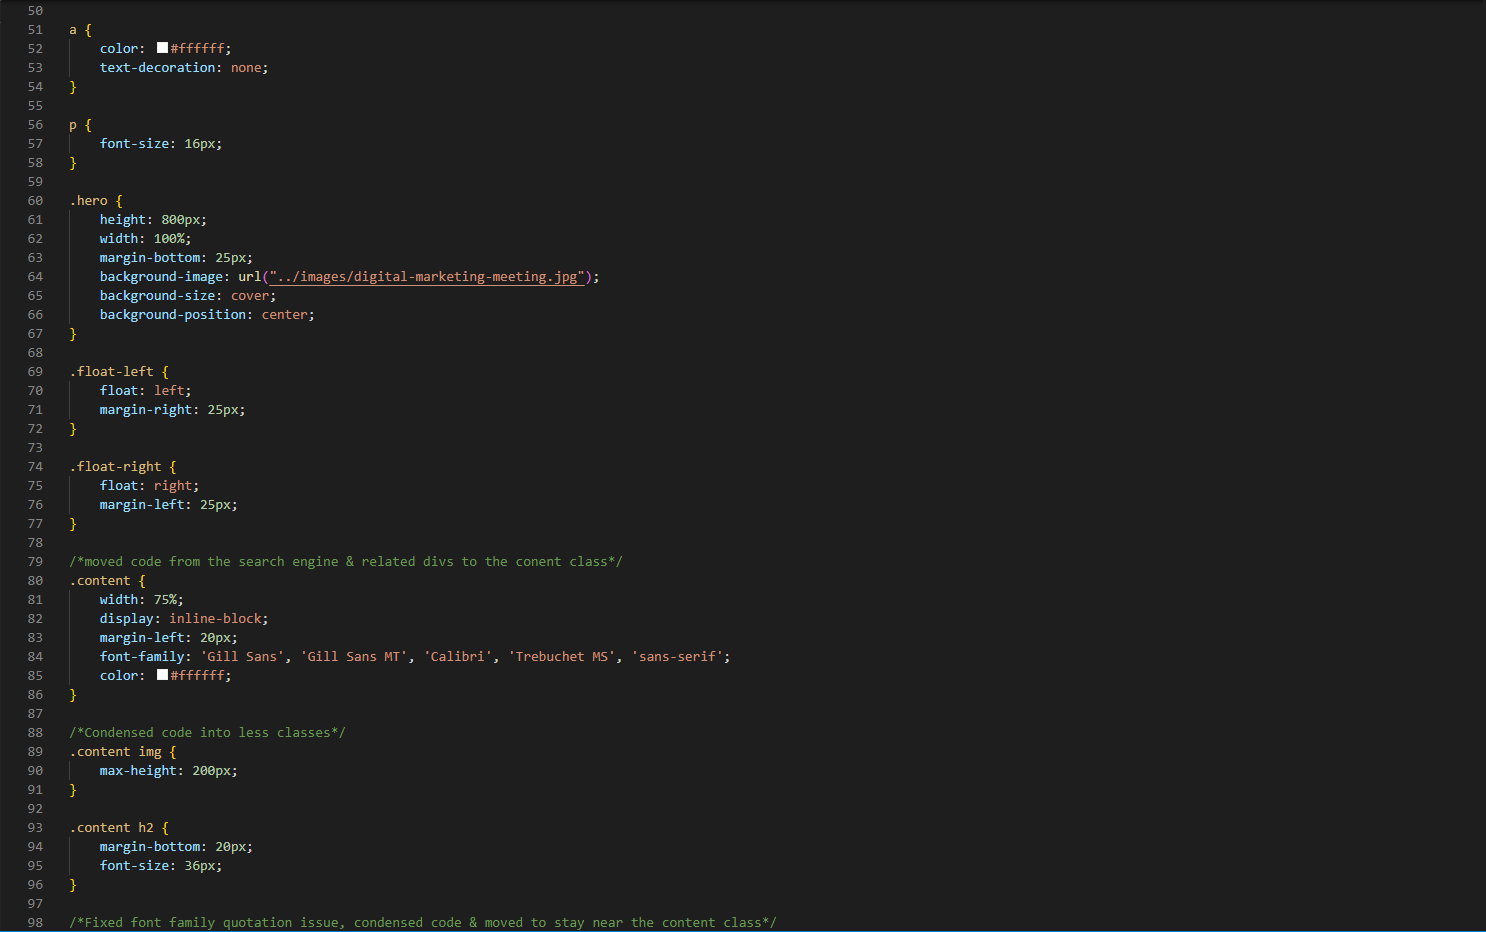 50
51 a {
52     color: #ffffff;
53     text-decoration: none;
54 }
55
56 p {
57     font-size: 16px;
58 }
59
60 .hero {
61     height: 800px;
62     width: 100%;
63     margin-bottom: 25px;
64     background-image: url("../images/digital-marketing-meeting.jpg");
65     background-size: cover;
66     background-position: center;
67 }
68
69 .float-left {
70     float: left;
71     margin-right: 25px;
72 }
73
74 .float-right {
75     float: right;
76     margin-left: 25px;
77 }
78
79 /*moved code from the search engine & related divs to the conent class*/
80 .content {
81     width: 75%;
82     display: inline-block;
83     margin-left: 20px;
84     font-family: 'Gill Sans', 'Gill Sans MT', 'Calibri', 'Trebuchet MS', 'sans-serif';
85     color: #ffffff;
86 }
87
88 /*Condensed code into less classes*/
89 .content img {
90     max-height: 200px;
91 }
92
93 .content h2 {
94     margin-bottom: 20px;
95     font-size: 36px;
96 }
97
98 /*Fixed font family quotation issue, condensed code & moved to stay near the content class*/